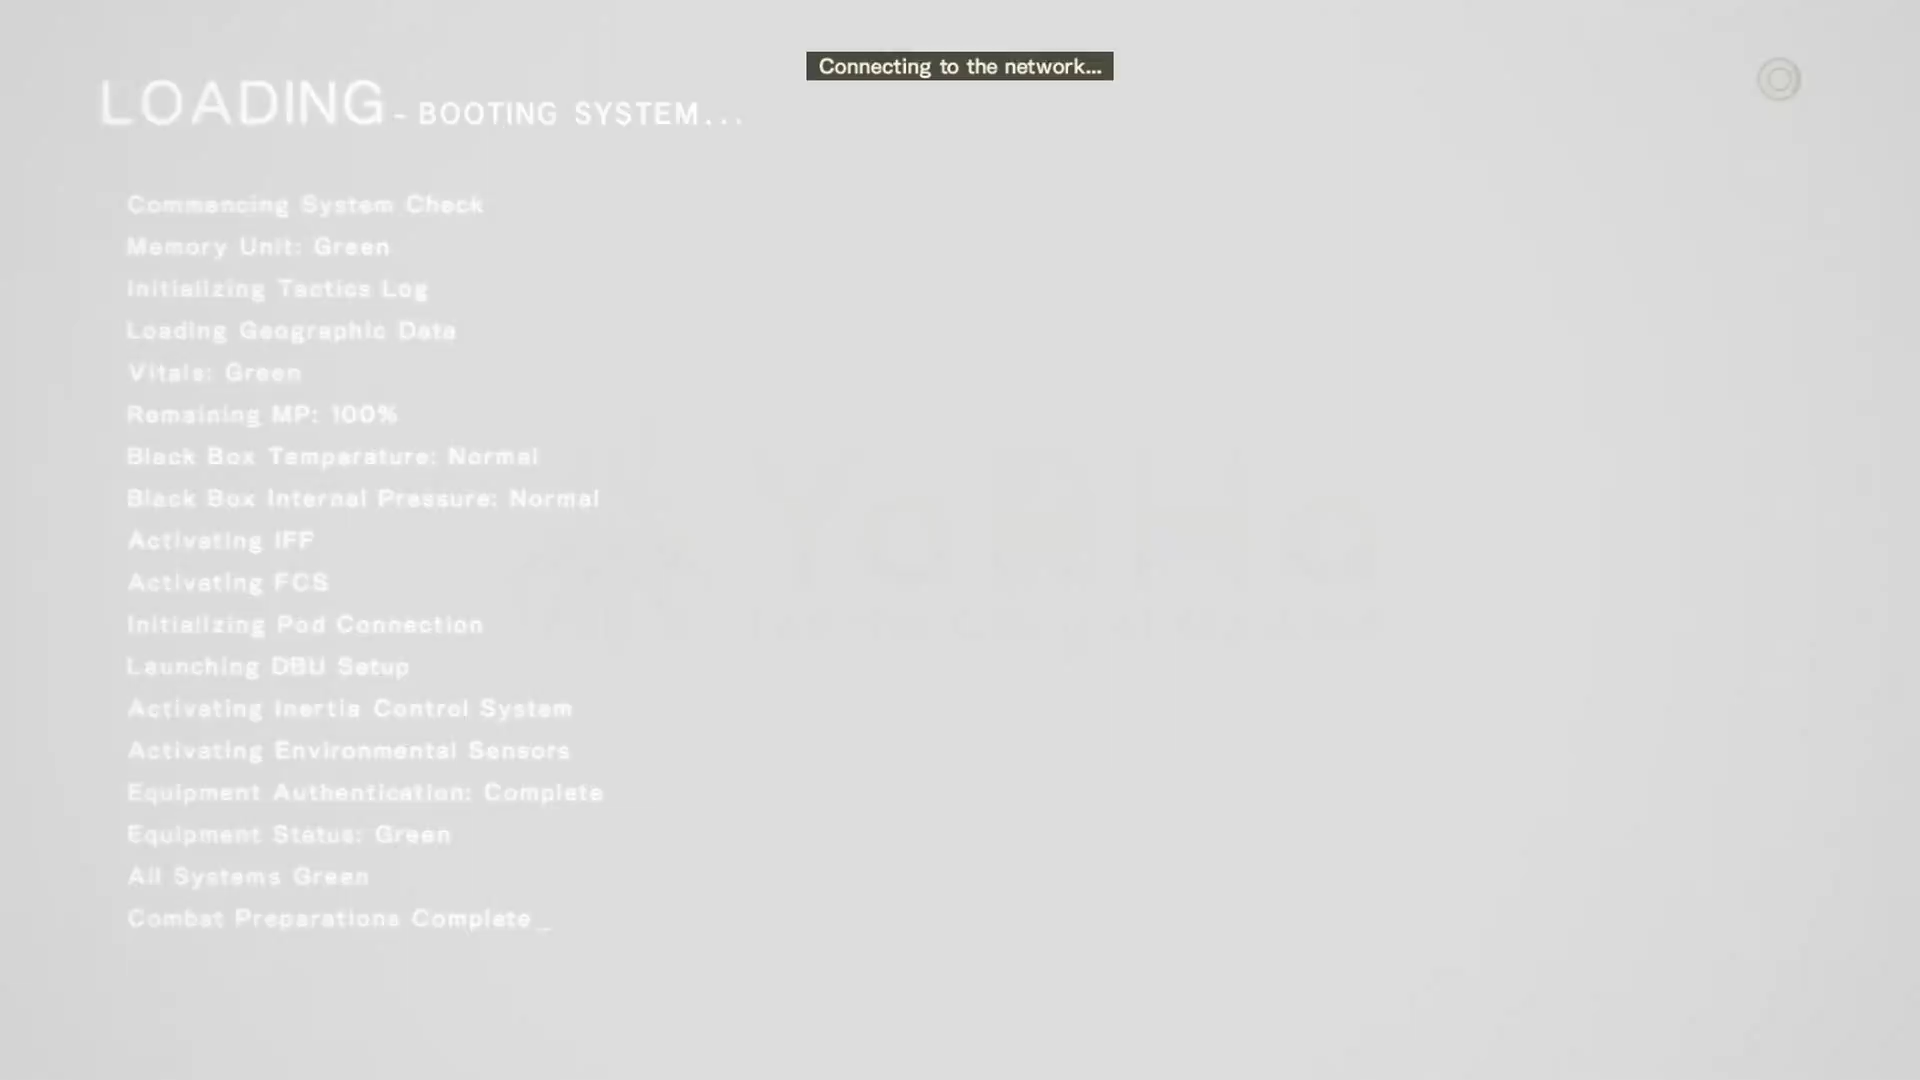 Connecting to the network...
LOADING - BOOTING SYSTEM...
Commencing System Check
Memory Unit: Green
Initializing Tactics Log
Loading Geographic Data
Vitals: Green
Remaining MP: 100%
Black Box Temperature: Normal
Black Box Internal Pressure: Normal
Activating IFF
Activating FCS
Initializing Pod Connection
Launching DBU Setup
Activating Inertia Control System
Activating Environmental Sensors
Equipment Authentication: Complete
Equipment Status: Green
All Systems Green
Combat Preparations Complete_